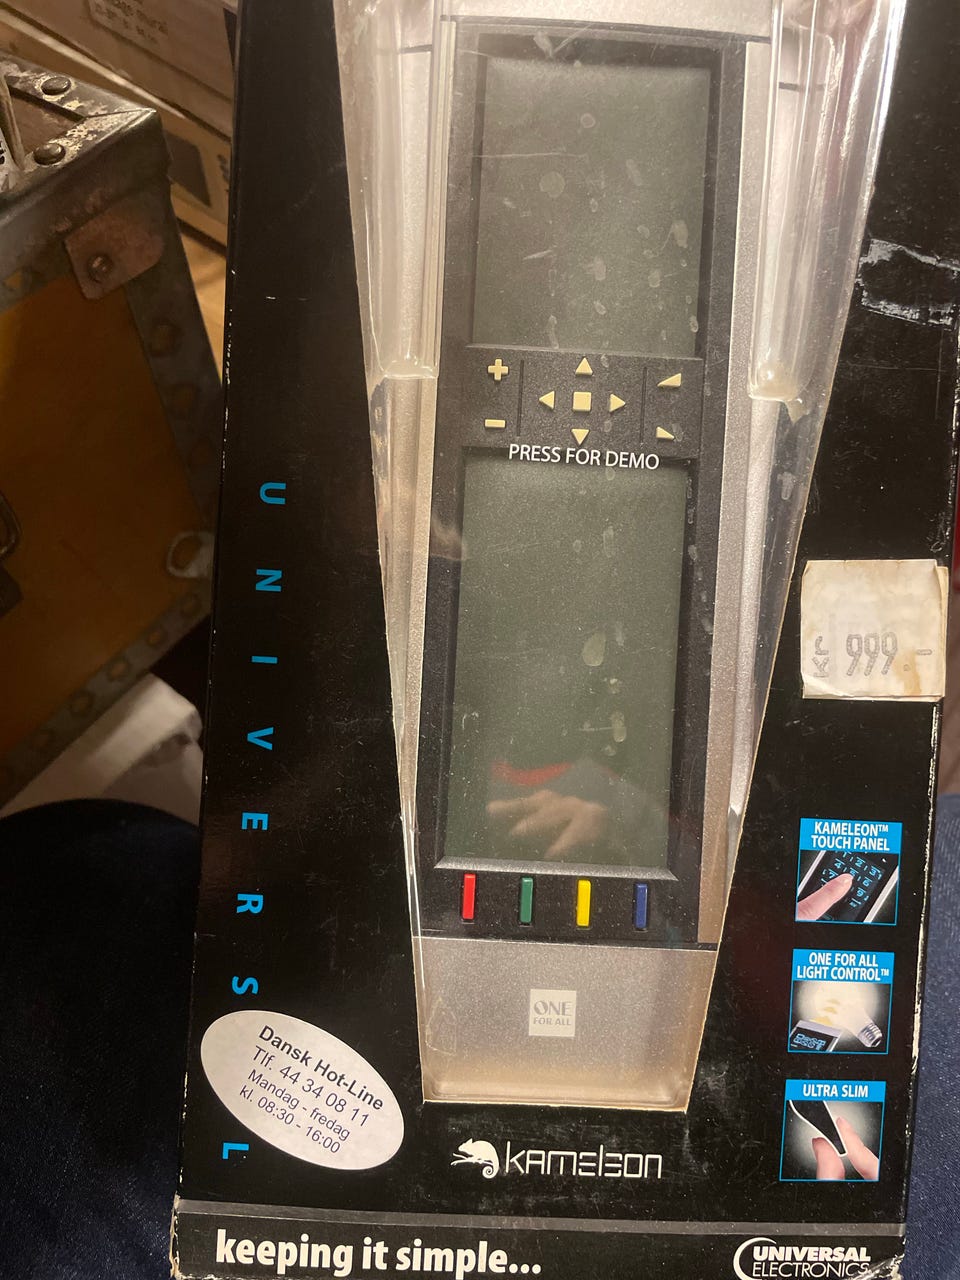 PRESS FOR DEMO
U
N
I
V
E
R
S
L
KC 999.-
KAMELEON™
TOUCH PANEL
ONE FOR ALL
LIGHT CONTROL™
ULTRA SLIM
ONE
FOR ALL
Dansk Hot-Line
Tlf. 44 34 08 11
Mandag - fredag
kl. 08:30 - 16:00
kameleon
keeping it simple...
UNIVERSAL
ELECTRONICS